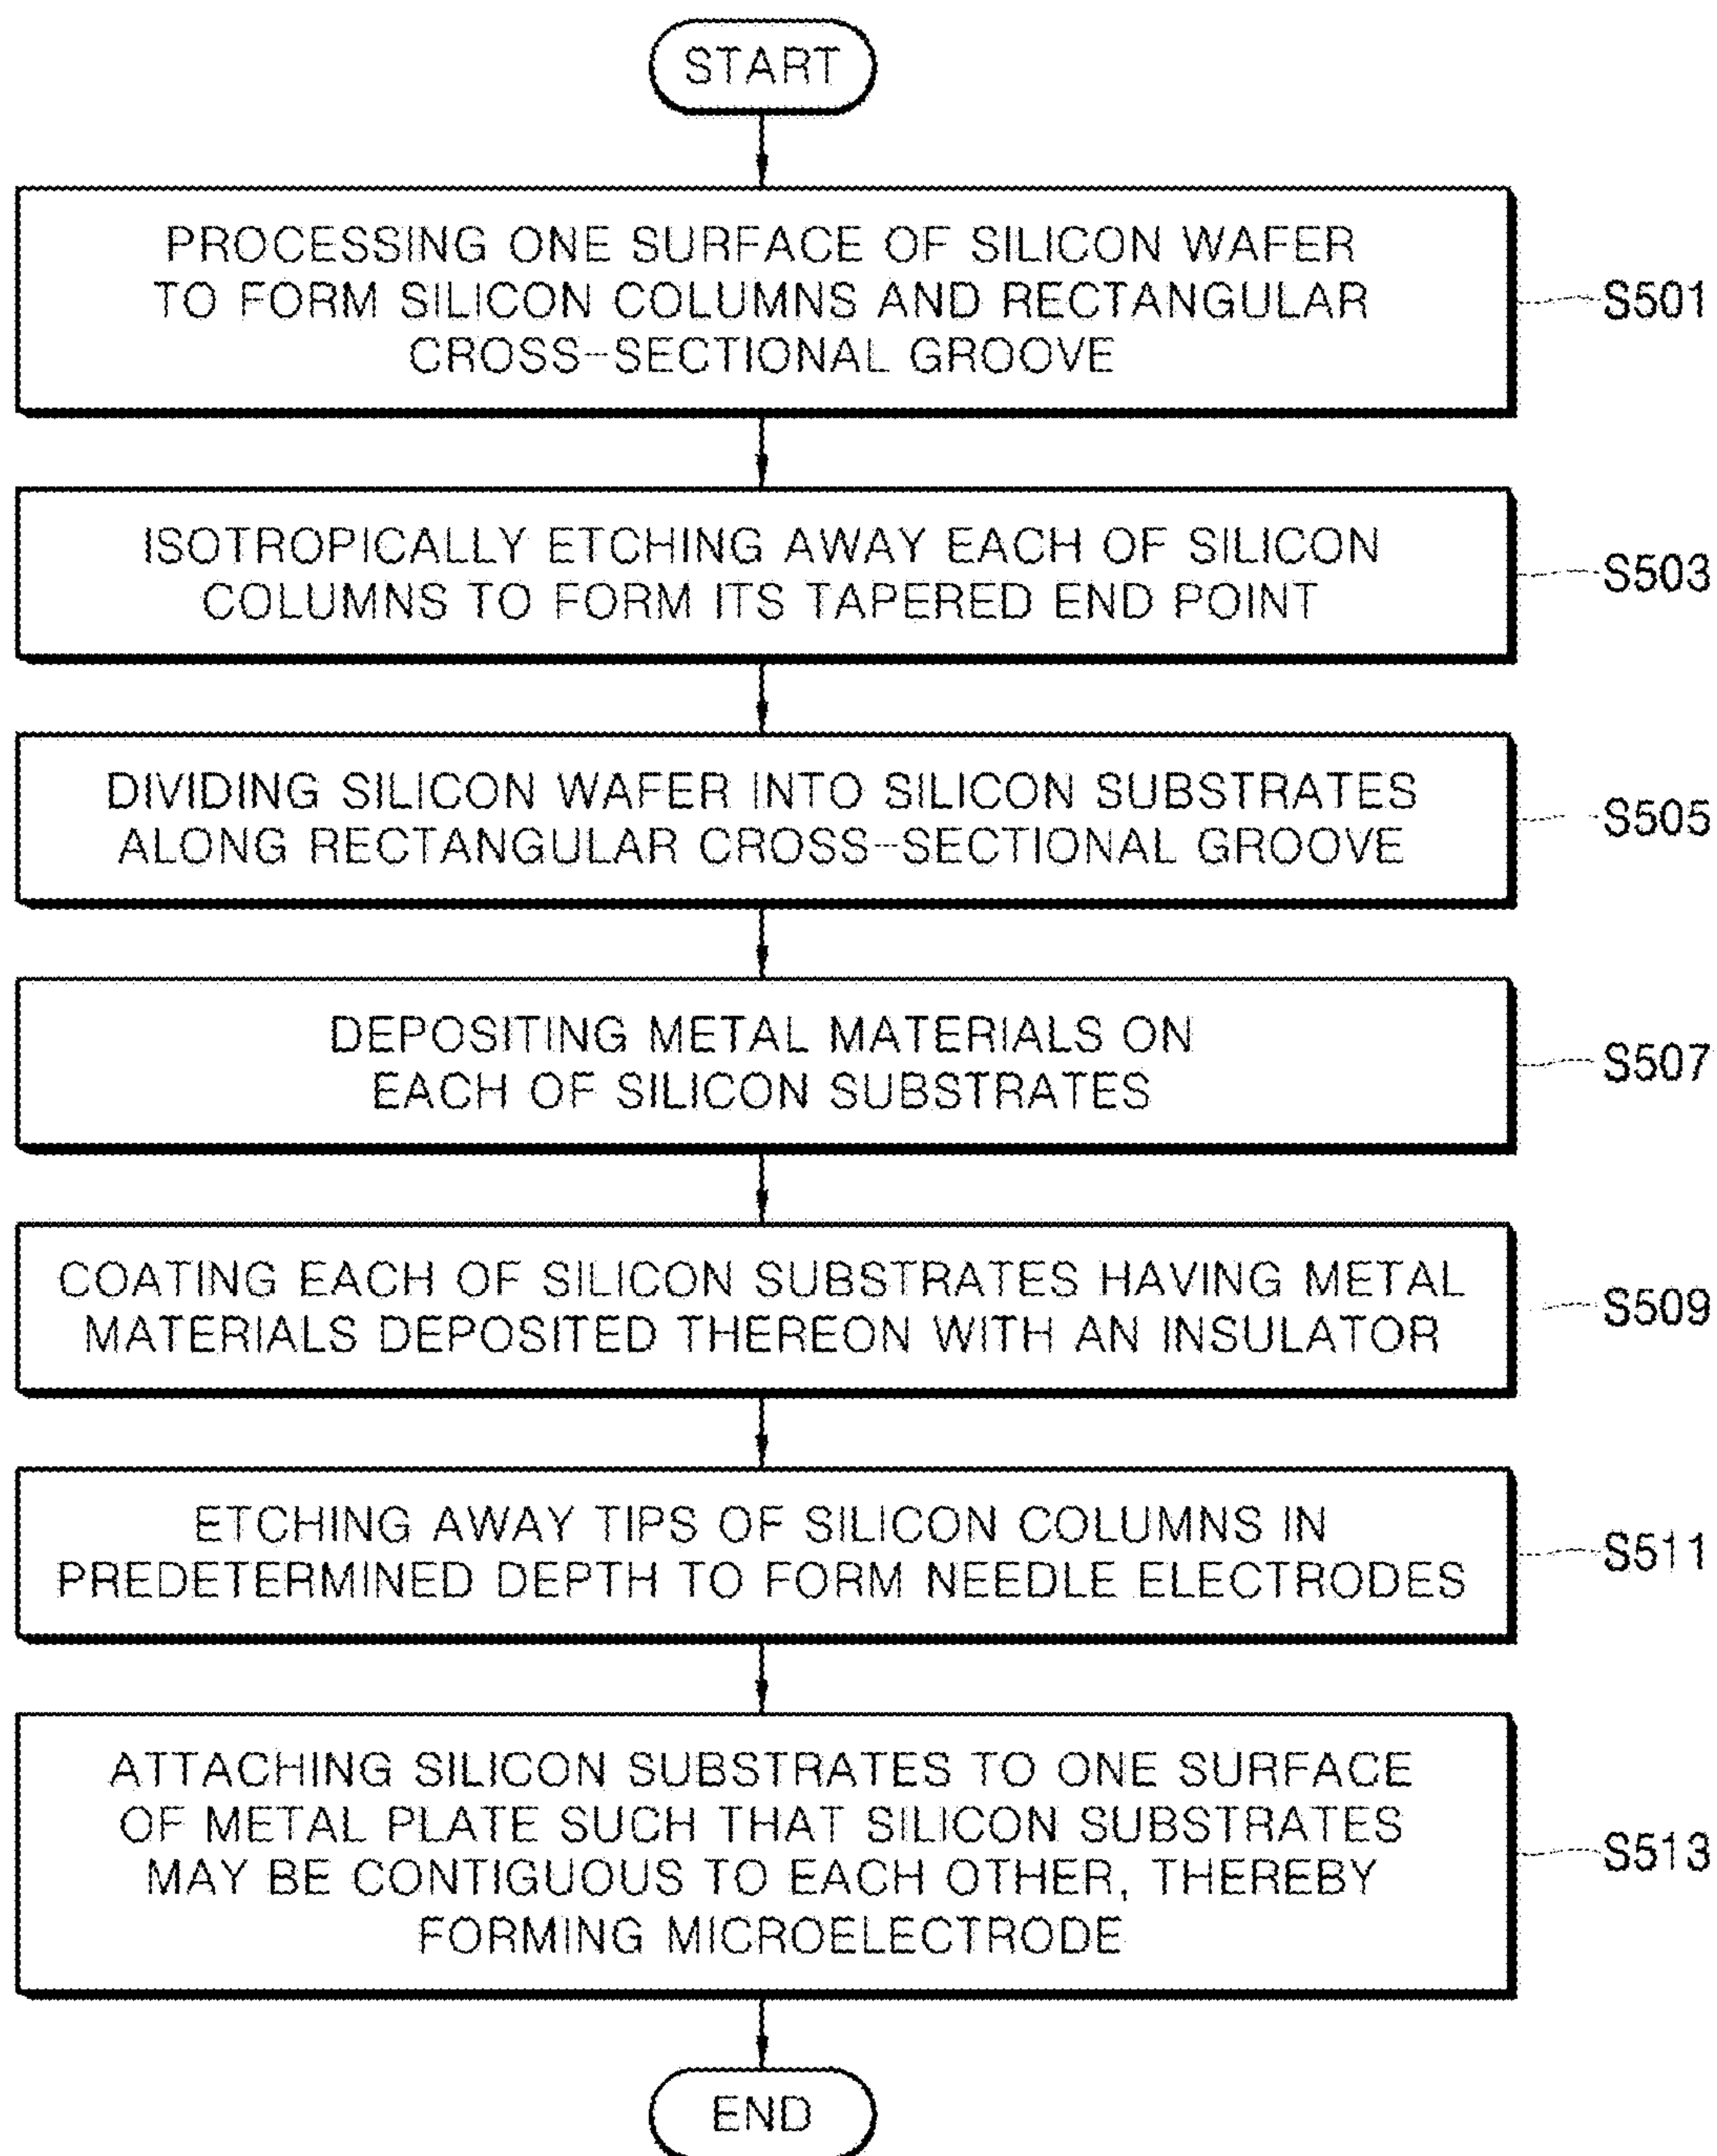 START
PROCESSING ONE SURFACE OF SILICON WAFER
TO FORM SILICON COLUMNS AND RECTANGULAR
CROSS-SECTIONAL GROOVE
S501
ISOTROPICALLY ETCHING AWAY EACH OF SILICON
COLUMNS TO FORM ITS TAPERED END POINT
S503
DIVIDING SILICON WAFER INTO SILICON SUBSTRATES
ALONG RECTANGULAR CROSS-SECTIONAL GROOVE
S505
DEPOSITING METAL MATERIALS ON
EACH OF SILICON SUBSTRATES
S507
COATING EACH OF SILICON SUBSTRATES HAVING METAL
MATERIALS DEPOSITED THEREON WITH AN INSULATOR
S509
ETCHING AWAY TIPS OF SILICON COLUMNS IN
PREDETERMINED DEPTH TO FORM NEEDLE ELECTRODES
S511
ATTACHING SILICON SUBSTRATES TO ONE SURFACE
OF METAL PLATE SUCH THAT SILICON SUBSTRATES
MAY BE CONTIGUOUS TO EACH OTHER, THEREBY
FORMING MICROELECTRODE
S513
END